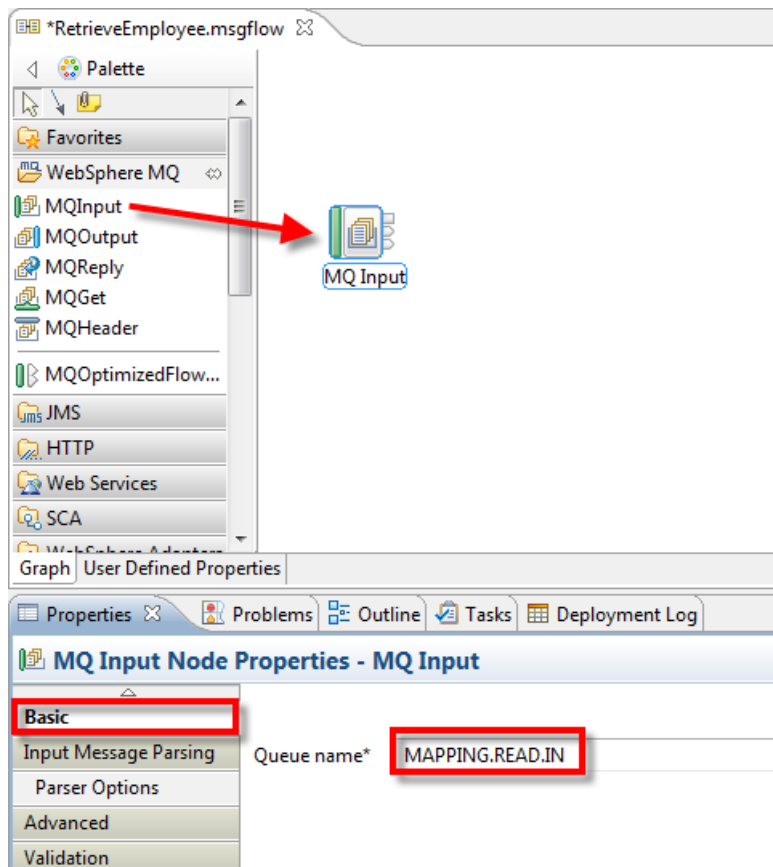 *RetrieveEmployee.msgflow
Palette
Favorites
WebSphere MQ
MQInput
MQOutput
MQReply
MQGet
MQHeader
MQOptimizedFlow...
JMS
HTTP
Web Services
SCA
WebSphere Adapters
MQ Input
Graph User Defined Properties
Properties Problems Outline Tasks Deployment Log
MQ Input Node Properties - MQ Input
Basic
Input Message Parsing
Queue name* MAPPING.READ.IN
Parser Options
Advanced
Validation